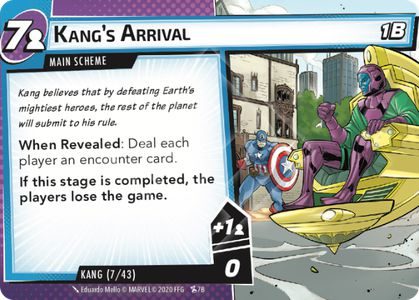 7
KANG'S ARRIVAL
1B
MAIN SCHEME
Kang believes that by defeating Earth's
mightiest heroes, the rest of the planet
will submit to his rule.
When Revealed: Deal each
player an encounter card.
If this stage is completed, the
players lose the game.
+1
0
KANG (7/43)
Eduardo Mello © MARVEL © 2020 FFG 7B